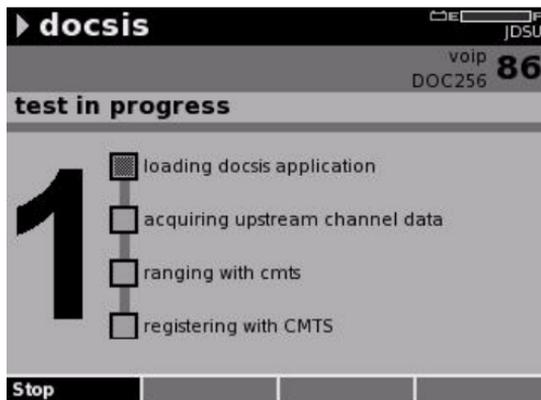 docsis
E F
JDSU
voip 86
DOC256
test in progress
1
loading docsis application
acquiring upstream channel data
ranging with cmts
registering with CMTS
Stop